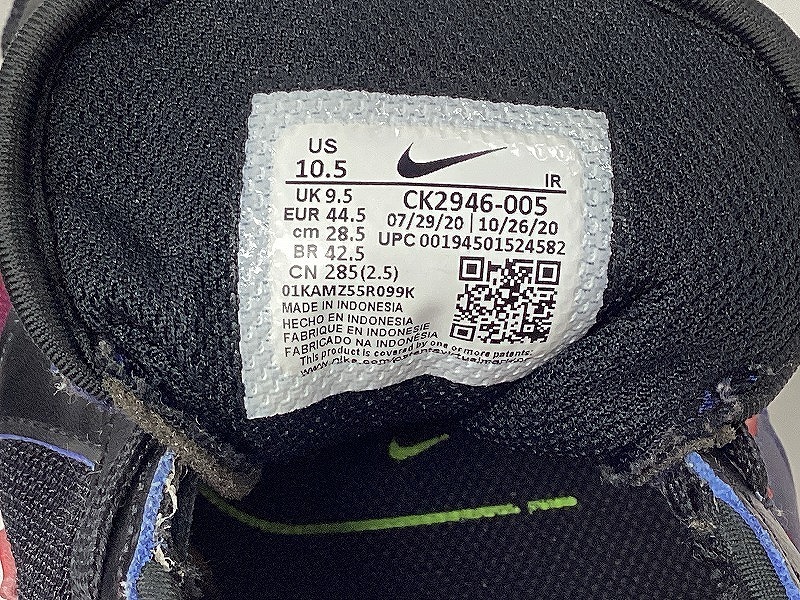 US
10.5
IR
UK 9.5
CK2946-005
EUR 44.5
07/29/20 | 10/26/20
cm 28.5
UPC 00194501524582
BR 42.5
CN 285(2.5)
01KAMZ55R099K
MADE IN INDONESIA
HECHO EN INDONESIA
FABRIQUE EN INDONESIE
FABRICADO NA INDONESIA
This product is covered by one or more patents.